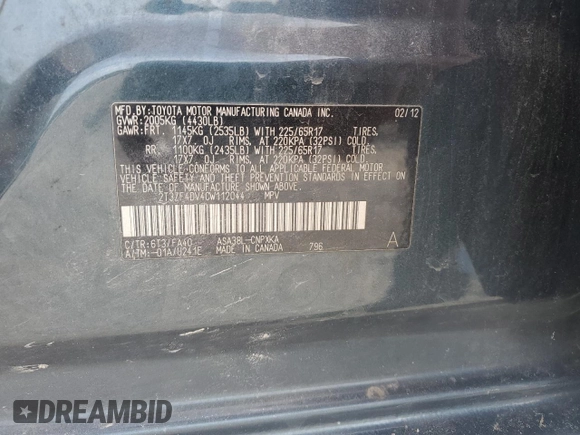 MFD.BY:TOYOTA MOTOR MANUFACTURING CANADA INC. 02/12
GVWR:2005KG (4430LB)
GAWR:FRT. 1145KG (2535LB) WITH 225/65R17 TIRES,
17X7. 0J RIMS, AT 220KPA (32PSI) COLD.
RR. 1100KG (2435LB) WITH 225/65R17 TIRES,
17X7. 0J RIMS, AT 220KPA (32PSI) COLD.
THIS VEHICLE CONFORMS TO ALL APPLICABLE FEDERAL MOTOR
VEHICLE SAFETY AND THEFT PREVENTION STANDARDS IN EFFECT
ON THE DATE OF MANUFACTURE SHOWN ABOVE.
2T3ZF4DV4CW112044 MPV
C/TR:6T3/FA40 ASA38L-CNPXKA A
A/TM:-01A/B241E MADE IN CANADA 796
DREAMBID